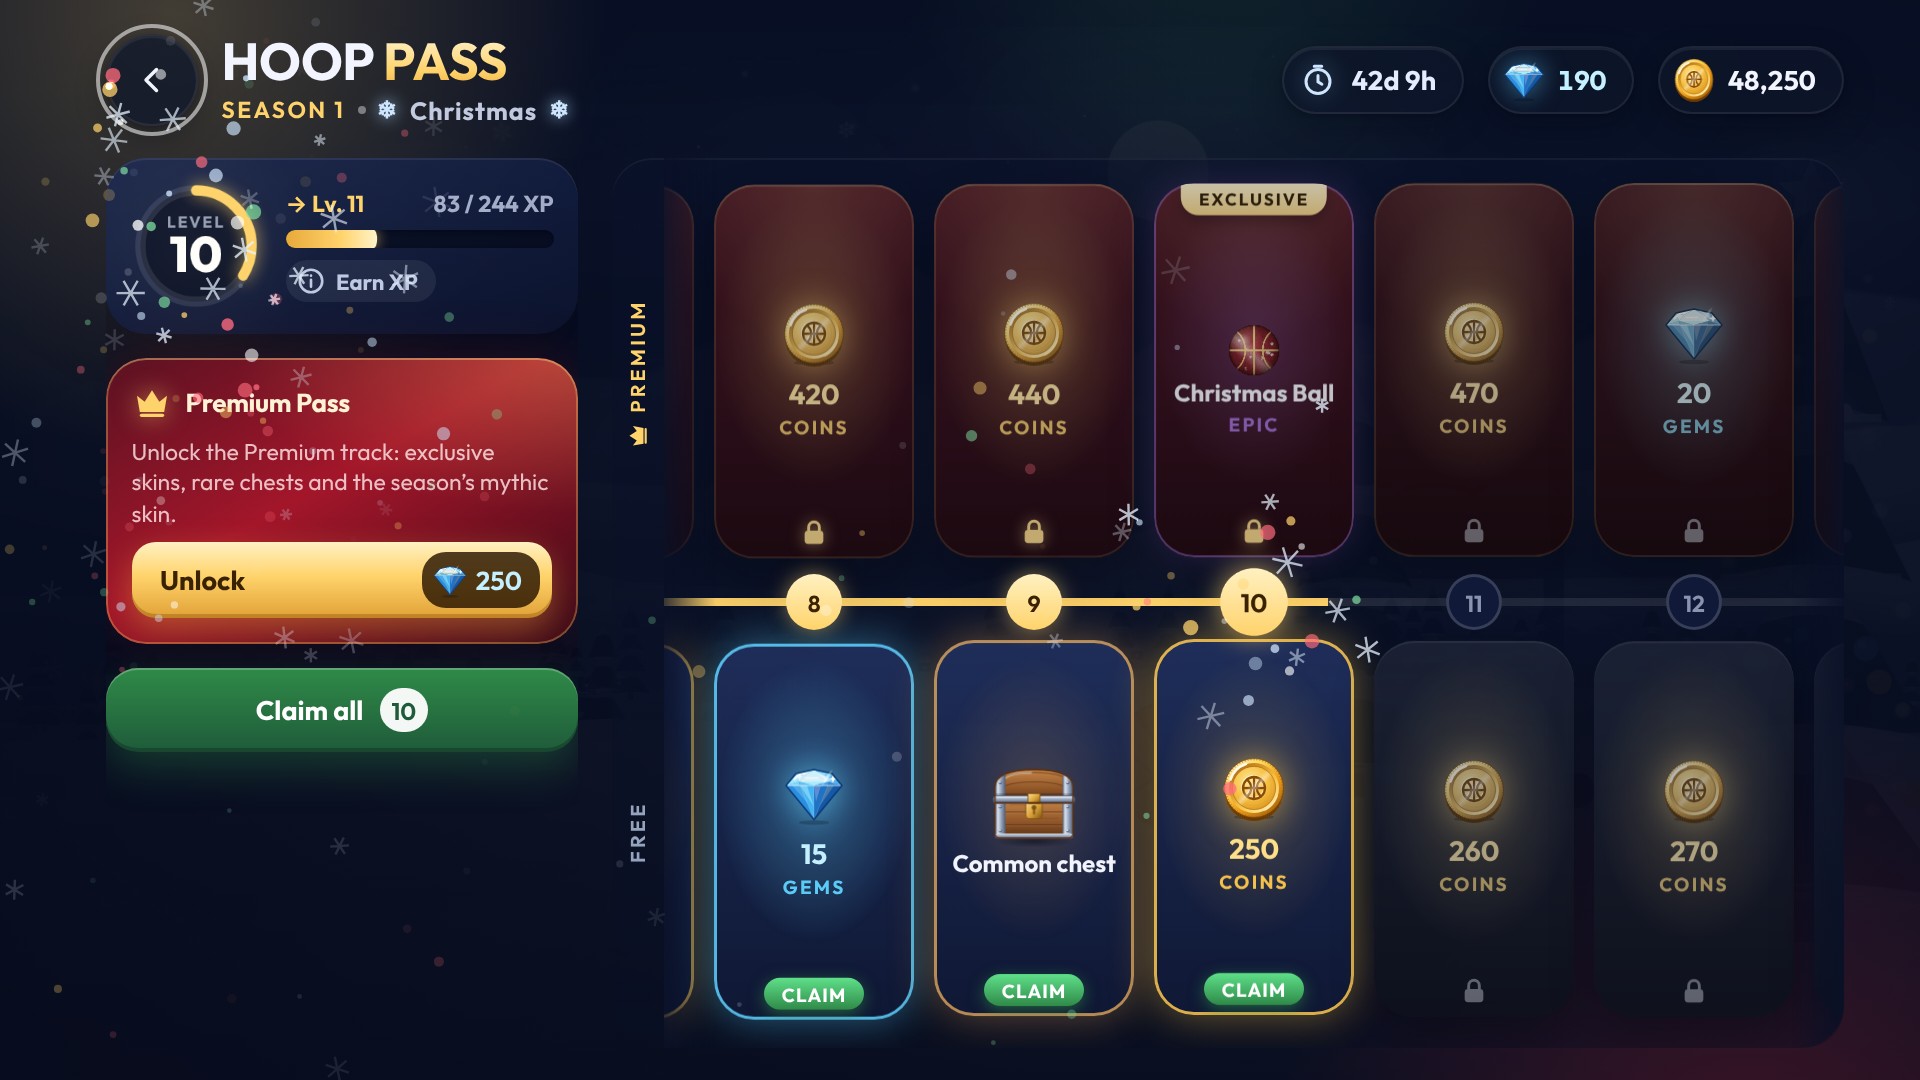 HOOP PASS
SEASON 1 • Christmas
42d 9h
190
48,250
LEVEL
10
→ Lv. 11
83 / 244 XP
Earn XP
Premium Pass
Unlock the Premium track: exclusive
skins, rare chests and the season's mythic
skin.
Unlock
250
Claim all 10
PREMIUM
420
COINS
440
COINS
EXCLUSIVE
Christmas Ball
EPIC
470
COINS
20
GEMS
8
9
10
11
12
FREE
15
GEMS
CLAIM
Common chest
CLAIM
250
COINS
CLAIM
260
COINS
270
COINS